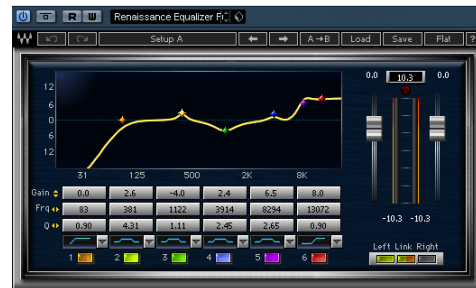 R W Renaissance Equalizer F
Setup A A→B Load Save Flat ?
12
6
0
6
12
31 125 500 2K 8K
0.0 10.3 0.0
-10.3 -10.3
Gain 0.0 2.6 -4.0 2.4 6.5 8.0
Frq 83 381 1122 3914 8294 13072
Q 0.90 4.31 1.11 2.45 2.65 0.90
1 2 3 4 5 6
Left Link Right